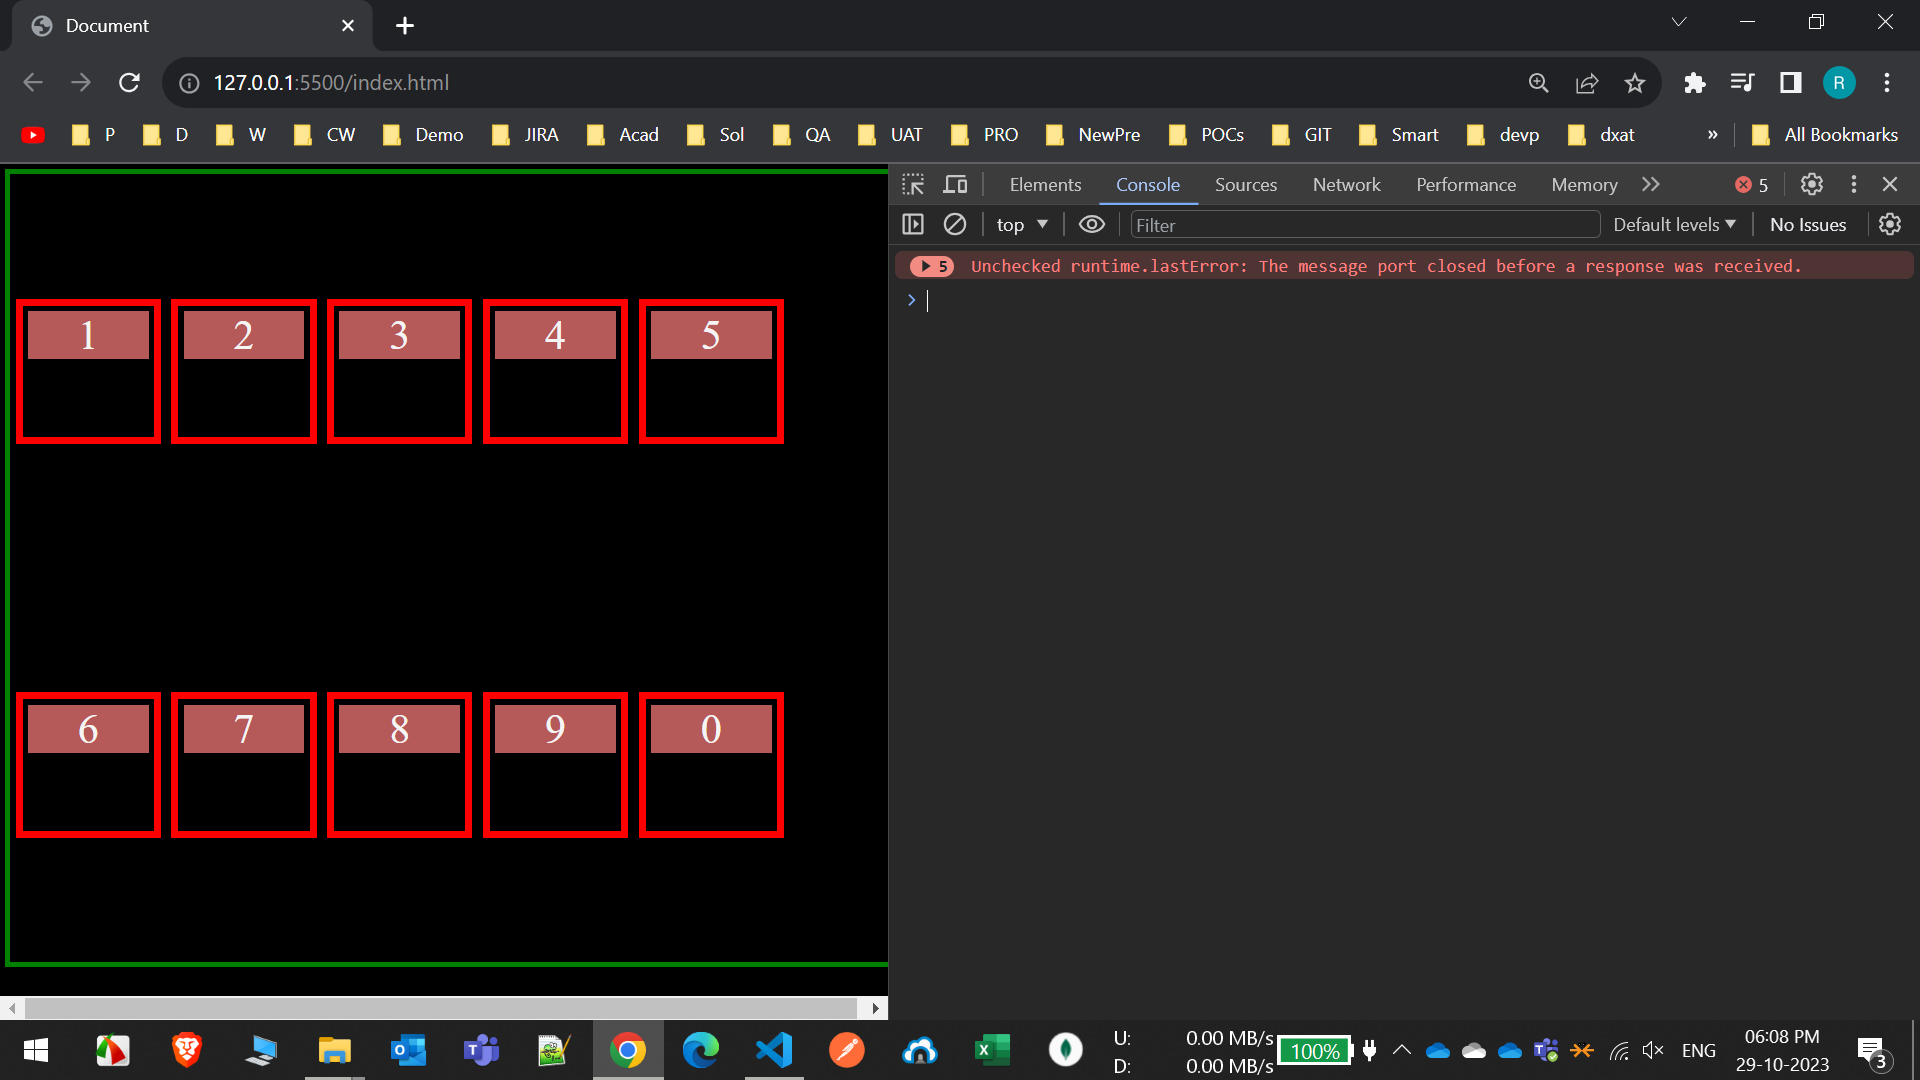 Document
127.0.0.1:5500/index.html
R
P D W CW Demo JIRA Acad Sol QA UAT PRO NewPre POCs GIT Smart devp dxat » All Bookmarks
Elements Console Sources Network Performance Memory 5
top Filter Default levels No Issues
5 Unchecked runtime.lastError: The message port closed before a response was received.
1 2 3 4 5
6 7 8 9 0
U: 0.00 MB/s
D: 0.00 MB/s
100%
ENG
06:08 PM
29-10-2023
3